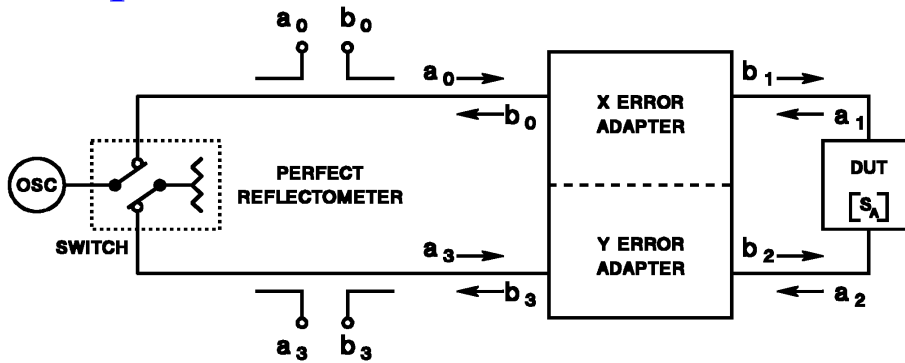 a0 b0
a0 b1
b0 a1
X ERROR
ADAPTER
OSC
PERFECT
REFLECTOMETER
DUT
[SA]
SWITCH
Y ERROR
ADAPTER
a3 b2
b3 a2
a3 b3